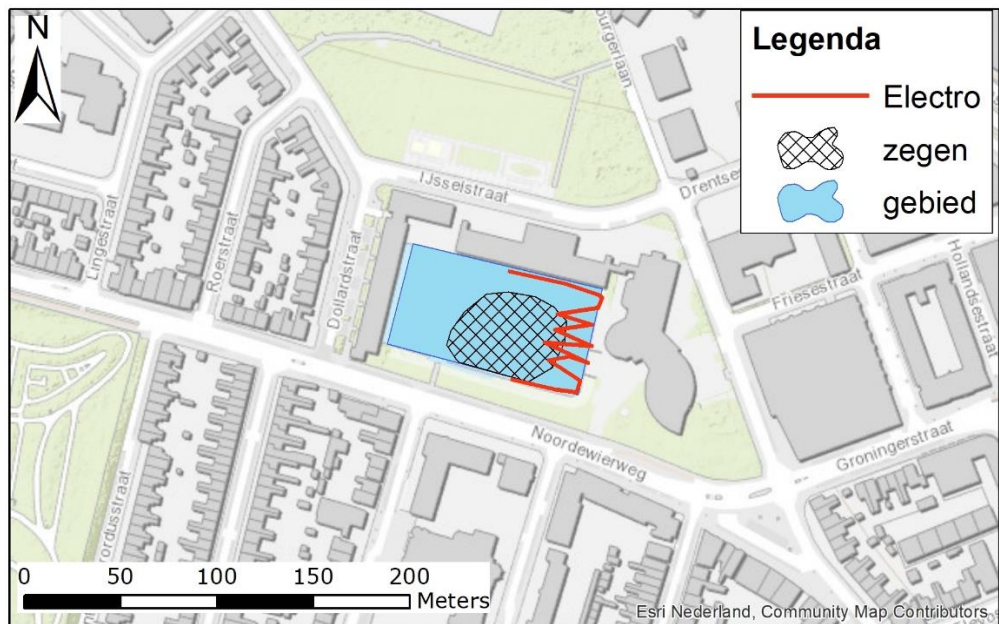 N
Legenda
Electro
zegen
gebied
IJsselstraat
Lingestraat
Roerstraat
Dollardstraat
Friesestraat
Hollandsestraat
Noordewierweg
Groningerstraat
0 50 100 150 200
Meters
Esri Nederland, Community Map Contributors